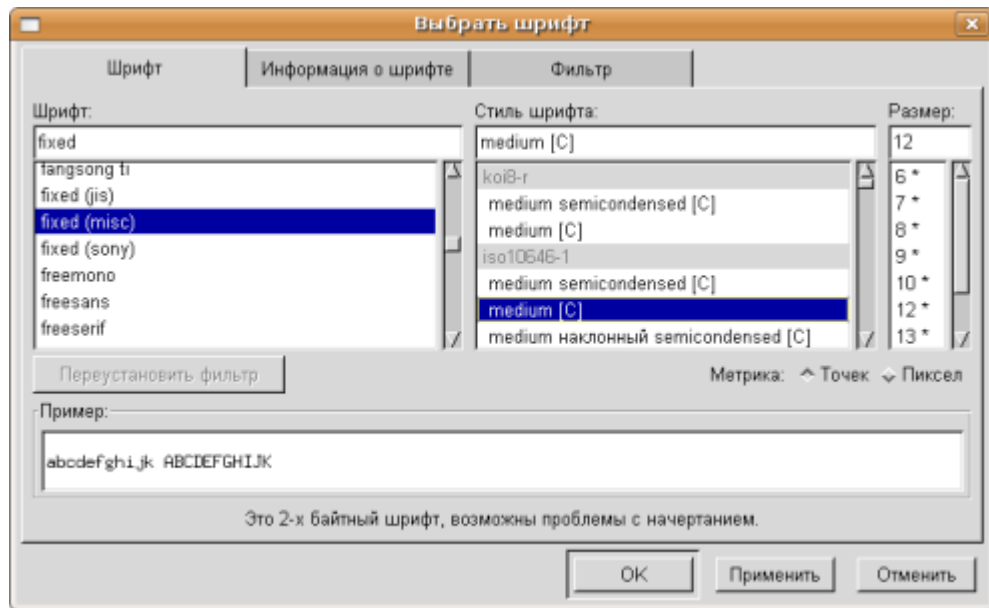 Выбрать шрифт
Шрифт Информация о шрифте Фильтр
Шрифт: Стиль шрифта: Размер:
fixed medium [C] 12
fangsong ti koi8-r 6 *
fixed (jis) medium semicondensed [C] 7 *
fixed (misc) medium [C] 8 *
fixed (sony) iso10646-1 9 *
freemono medium semicondensed [C] 10 *
freesans medium [C] 12 *
freeserif medium наклонный semicondensed [C] 13 *
Переустановить фильтр Метрика: Точек Пиксел
Пример:
abcdefghijk ABCDEFGHIJK
Это 2-х байтный шрифт, возможны проблемы с начертанием.
OK Применить Отменить